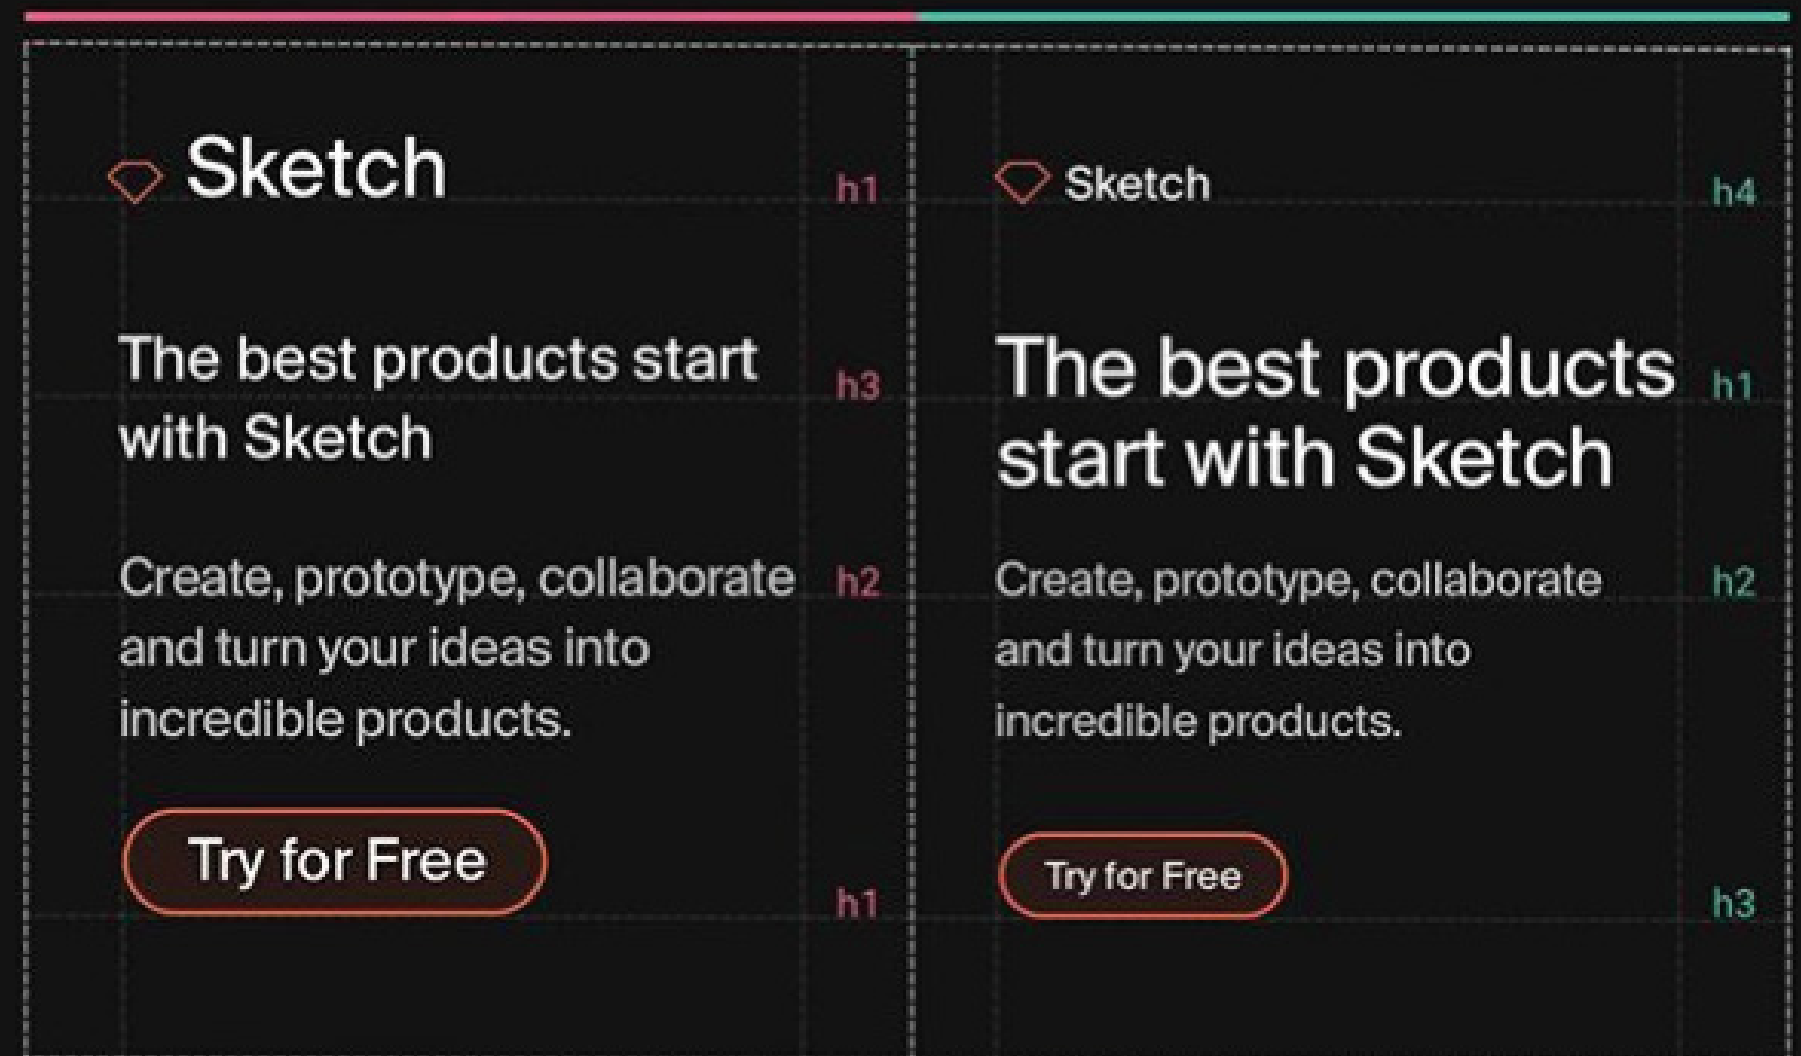 Sketch
h1
The best products start
h3
with Sketch
Create, prototype, collaborate
h2
and turn your ideas into
incredible products.
Try for Free
h1
Sketch
h4
The best products
h1
start with Sketch
Create, prototype, collaborate
h2
and turn your ideas into
incredible products.
Try for Free
h3